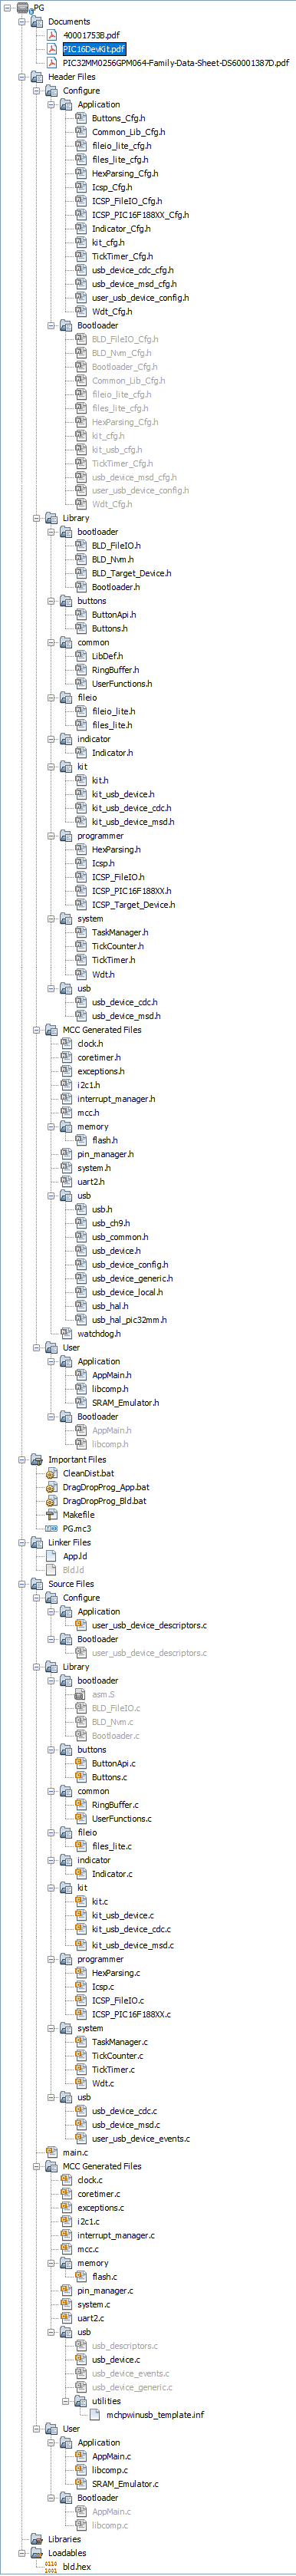 PG
Documents
40001753B.pdf
PIC16DevKit.pdf
PIC32MM0256GPM064-Family-Data-Sheet-DS60001387D.pdf
Header Files
Configure
Application
Buttons_Cfg.h
Common_Lib_Cfg.h
fileio_lite_cfg.h
files_lite_cfg.h
HexParsing_Cfg.h
Icsp_Cfg.h
ICSP_FileIO_Cfg.h
ICSP_PIC16F188XX_Cfg.h
Indicator_Cfg.h
kit_cfg.h
TickTimer_Cfg.h
usb_device_cdc_cfg.h
usb_device_msd_cfg.h
user_usb_device_config.h
Wdt_Cfg.h
Bootloader
BLD_FileIO_Cfg.h
BLD_Nvm_Cfg.h
Bootloader_Cfg.h
Common_Lib_Cfg.h
fileio_lite_cfg.h
files_lite_cfg.h
HexParsing_Cfg.h
kit_cfg.h
kit_usb_cfg.h
TickTimer_Cfg.h
usb_device_msd_cfg.h
user_usb_device_config.h
Wdt_Cfg.h
Library
bootloader
BLD_FileIO.h
BLD_Nvm.h
BLD_Target_Device.h
Bootloader.h
buttons
ButtonApi.h
Buttons.h
common
LibDef.h
RingBuffer.h
UserFunctions.h
fileio
fileio_lite.h
files_lite.h
indicator
Indicator.h
kit
kit.h
kit_usb_device.h
kit_usb_device_cdc.h
kit_usb_device_msd.h
programmer
HexParsing.h
Icsp.h
ICSP_FileIO.h
ICSP_PIC16F188XX.h
ICSP_Target_Device.h
system
TaskManager.h
TickCounter.h
TickTimer.h
Wdt.h
usb
usb_device_cdc.h
usb_device_msd.h
MCC Generated Files
clock.h
coretimer.h
exceptions.h
i2c1.h
interrupt_manager.h
mcc.h
memory
flash.h
pin_manager.h
system.h
uart2.h
usb
usb.h
usb_ch9.h
usb_common.h
usb_device.h
usb_device_config.h
usb_device_generic.h
usb_device_local.h
usb_hal.h
usb_hal_pic32mm.h
watchdog.h
User
Application
AppMain.h
libcomp.h
SRAM_Emulator.h
Bootloader
AppMain.h
libcomp.h
Important Files
CleanDist.bat
DragDropProg_App.bat
DragDropProg_Bld.bat
Makefile
PG.mc3
Linker Files
App.ld
Bld.ld
Source Files
Configure
Application
user_usb_device_descriptors.c
Bootloader
user_usb_device_descriptors.c
Library
bootloader
asm.S
BLD_FileIO.c
BLD_Nvm.c
Bootloader.c
buttons
ButtonApi.c
Buttons.c
common
RingBuffer.c
UserFunctions.c
fileio
files_lite.c
indicator
Indicator.c
kit
kit.c
kit_usb_device.c
kit_usb_device_cdc.c
kit_usb_device_msd.c
programmer
HexParsing.c
Icsp.c
ICSP_FileIO.c
ICSP_PIC16F188XX.c
system
TaskManager.c
TickCounter.c
TickTimer.c
Wdt.c
usb
usb_device_cdc.c
usb_device_msd.c
user_usb_device_events.c
main.c
MCC Generated Files
clock.c
coretimer.c
exceptions.c
i2c1.c
interrupt_manager.c
mcc.c
memory
flash.c
pin_manager.c
system.c
uart2.c
usb
usb_descriptors.c
usb_device.c
usb_device_events.c
usb_device_generic.c
utilities
mchpwinusb_template.inf
User
Application
AppMain.c
libcomp.c
SRAM_Emulator.c
Bootloader
AppMain.c
libcomp.c
Libraries
Loadables
bld.hex